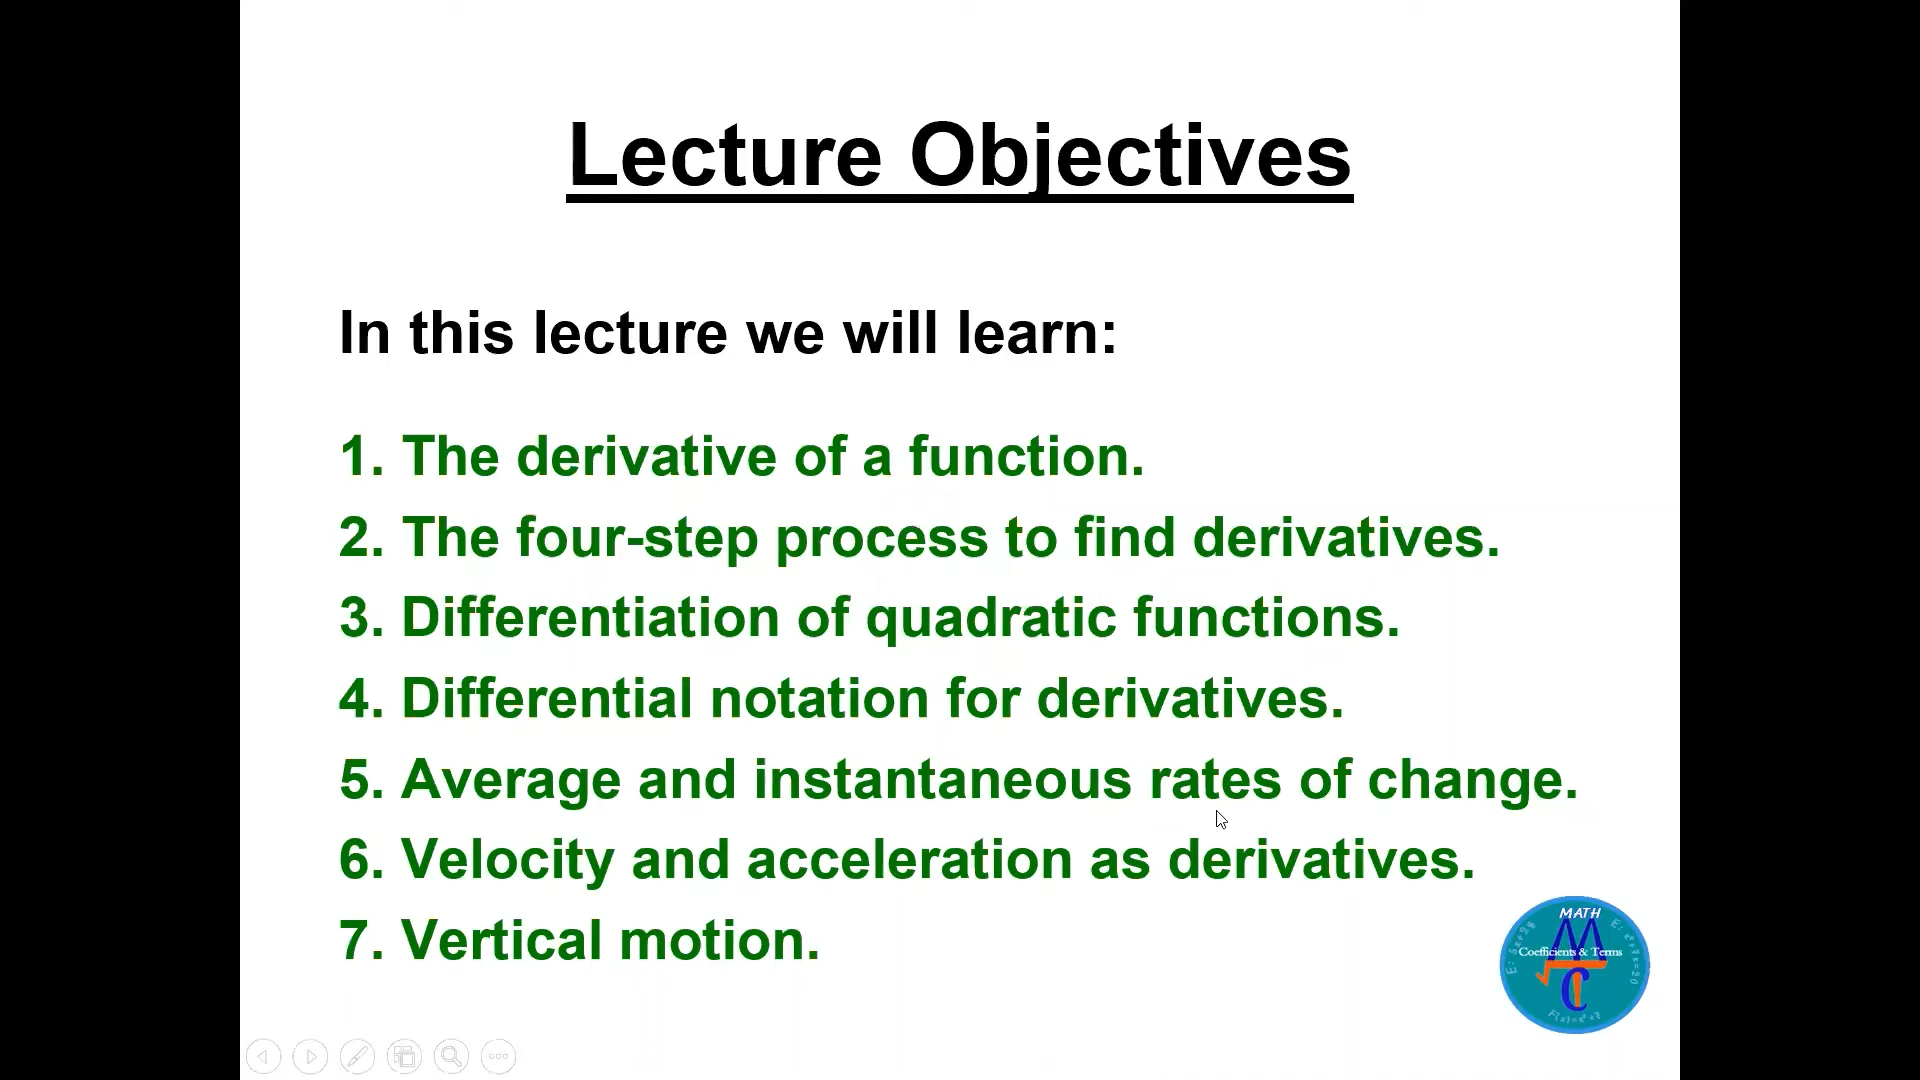 Lecture Objectives
In this lecture we will learn:
1. The derivative of a function.
2. The four-step process to find derivatives.
3. Differentiation of quadratic functions.
4. Differential notation for derivatives.
5. Average and instantaneous rates of change.
6. Velocity and acceleration as derivatives.
7. Vertical motion.
MATH
Coefficients & Terms